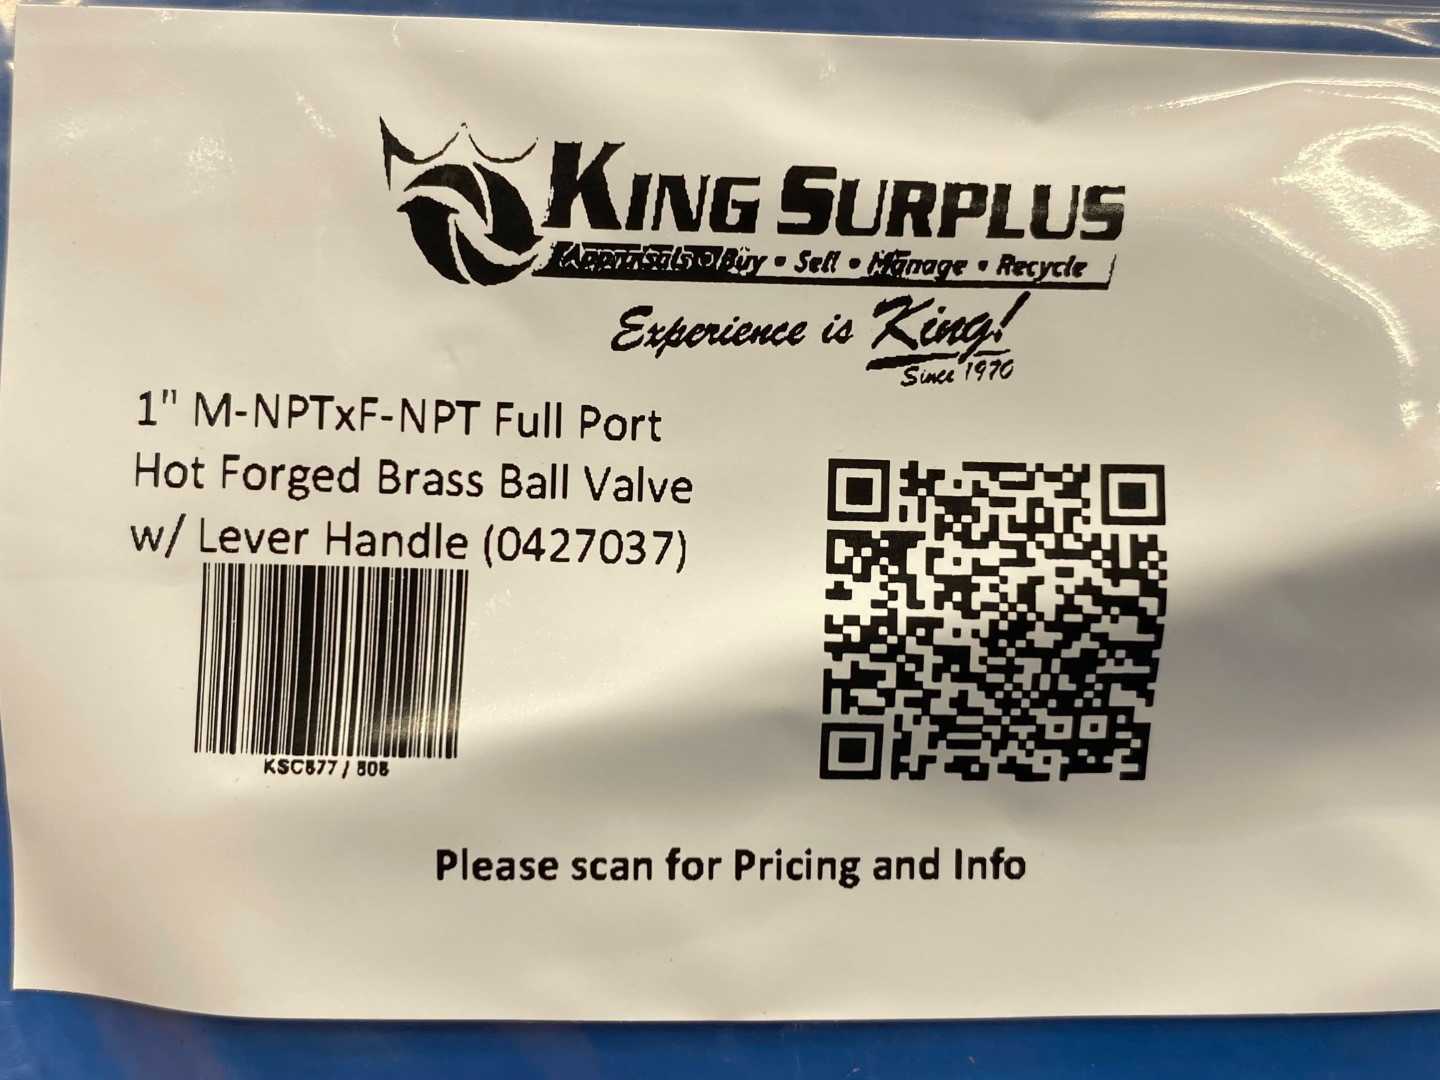 KING SURPLUS
Appraisals • Buy • Sell • Manage • Recycle
Experience is King!
Since 1970
1" M-NPTxF-NPT Full Port
Hot Forged Brass Ball Valve
w/ Lever Handle (0427037)
Please scan for Pricing and Info